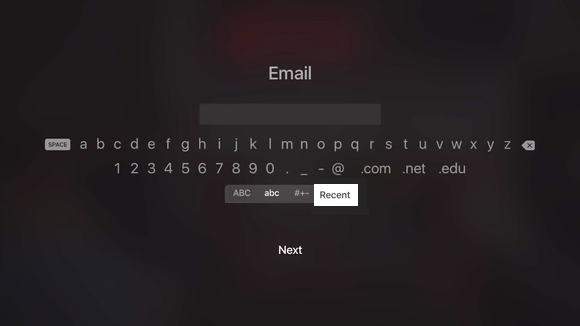 Email
SPACE a b c d e f g h i j k l m n o p q r s t u v w x y z
1 2 3 4 5 6 7 8 9 0 . _ - @ .com .net .edu
ABC abc #+- Recent
Next